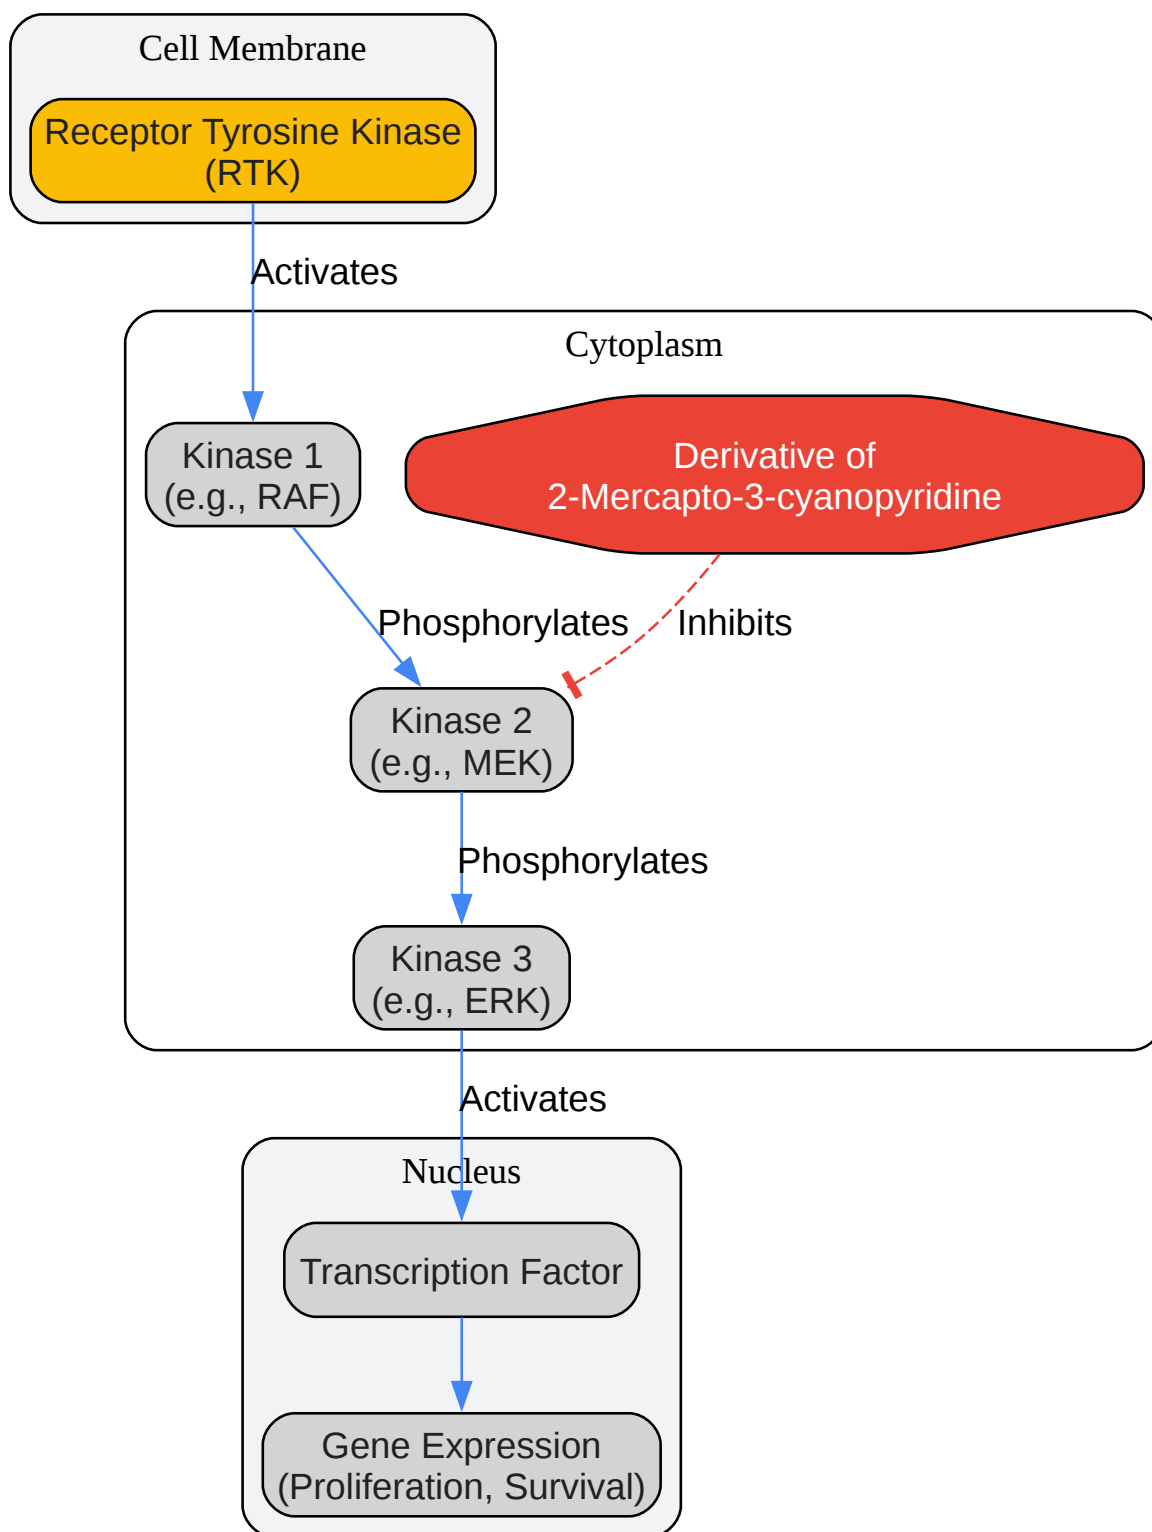 Cell Membrane
Receptor Tyrosine Kinase
(RTK)
Activates
Cytoplasm
Kinase 1
(e.g., RAF)
Derivative of
2-Mercapto-3-cyanopyridine
Phosphorylates
Inhibits
Kinase 2
(e.g., MEK)
Phosphorylates
Kinase 3
(e.g., ERK)
Activates
Nucleus
Transcription Factor
Gene Expression
(Proliferation, Survival)